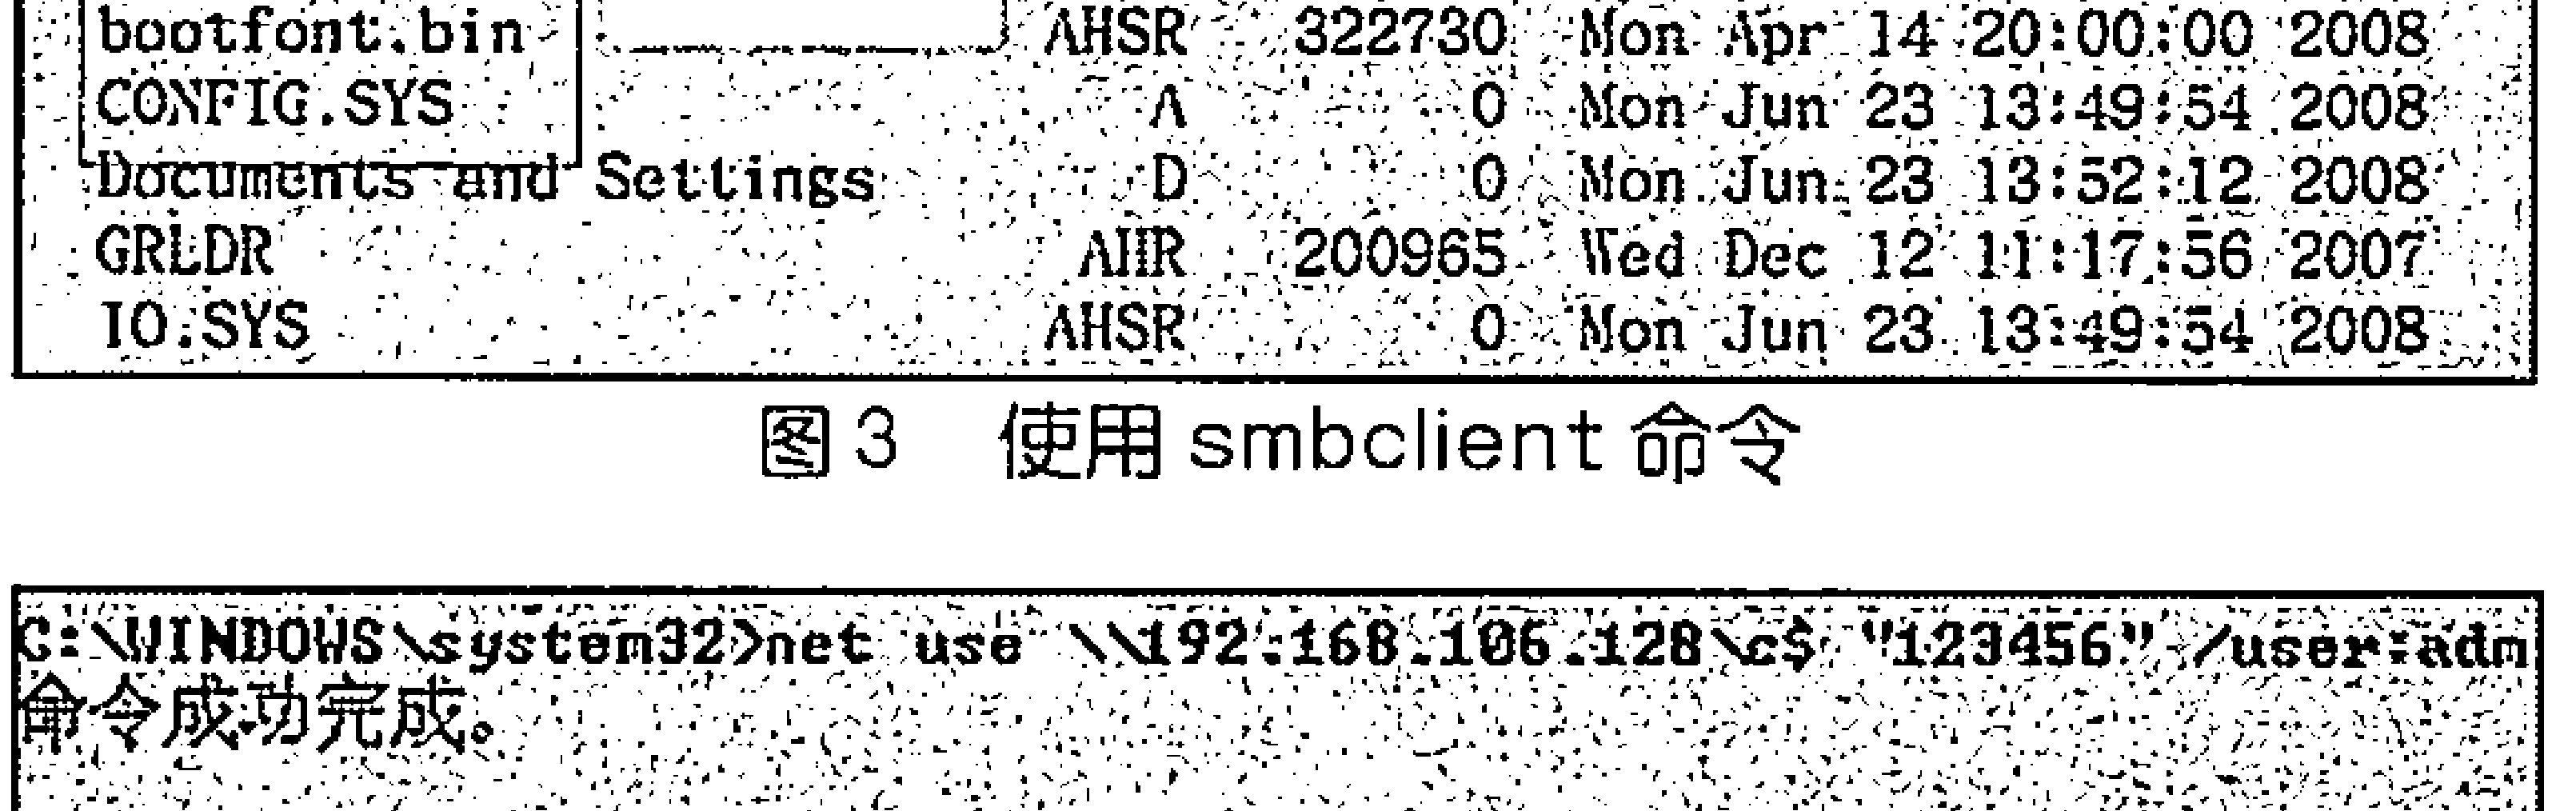 bootfont.bin AHSR 322730 Mon Apr 14 20:00:00 2008
CONFIG.SYS A 0 Mon Jun 23 13:49:54 2008
Documents and Settings D 0 Mon Jun 23 13:52:12 2008
GRLDR AHR 200965 Wed Dec 12 11:17:56 2007
IO.SYS AHSR 0 Mon Jun 23 13:49:54 2008
图3 使用 smbclient 命令
C:\WINDOWS\system32>net use \\192.168.106.128\c$ "123456" /user:adm
命令成功完成。